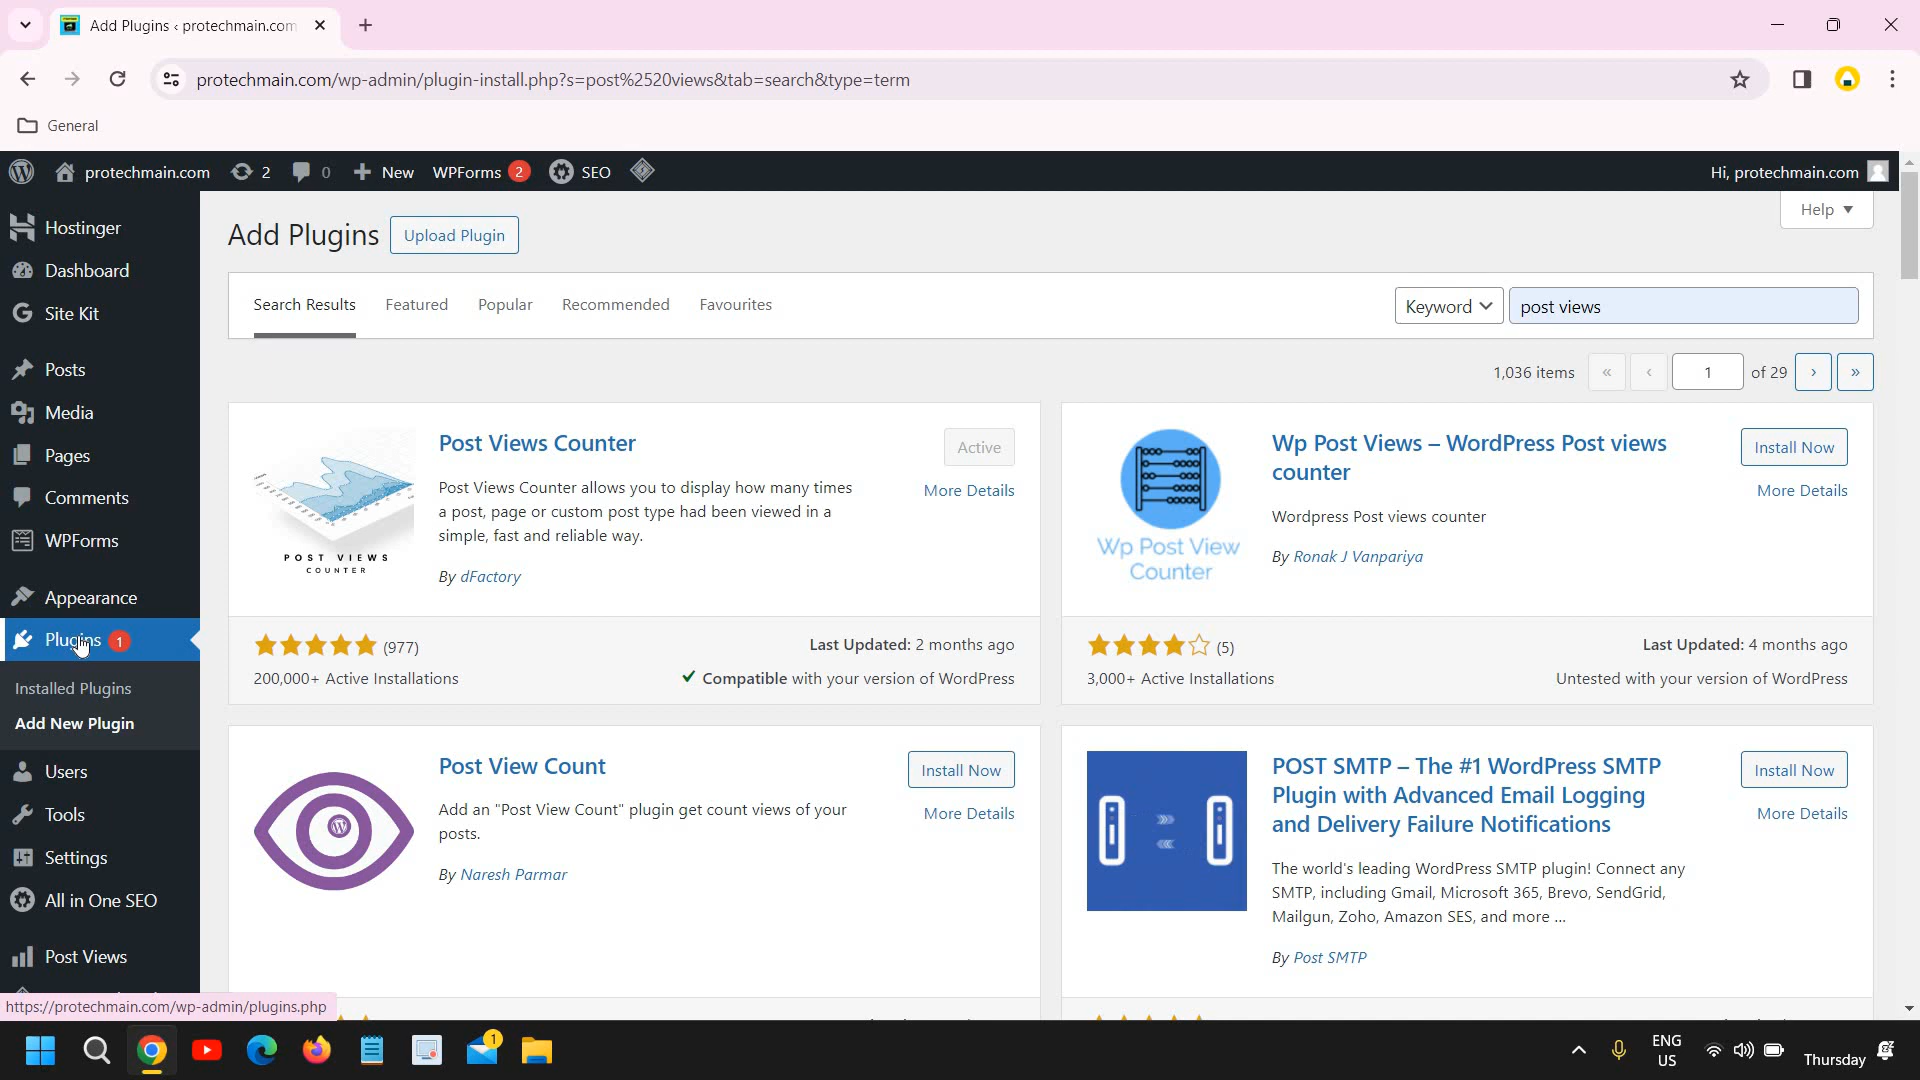 Add Plugins ‹ protechmain.com
protechmain.com/wp-admin/plugin-install.php?s=post%2520views&tab=search&type=term
General
protechmain.com
2
0
New
WPForms 2
SEO
Hi, protechmain.com
Hostinger
Dashboard
Site Kit
Posts
Media
Pages
Comments
WPForms
Appearance
Plugins 1
Installed Plugins
Add New Plugin
Users
Tools
Settings
All in One SEO
Post Views
https://protechmain.com/wp-admin/plugins.php
Help
Add Plugins
Upload Plugin
Search Results
Featured
Popular
Recommended
Favourites
Keyword
post views
1,036 items « ‹ 1 of 29 › »
POST VIEWS
COUNTER
Post Views Counter
Active
More Details
Post Views Counter allows you to display how many times
a post, page or custom post type had been viewed in a
simple, fast and reliable way.
By dFactory
(977)
Last Updated: 2 months ago
200,000+ Active Installations
Compatible with your version of WordPress
Wp Post View
Counter
Wp Post Views – WordPress Post views
counter
Install Now
More Details
Wordpress Post views counter
By Ronak J Vanpariya
(5)
Last Updated: 4 months ago
3,000+ Active Installations
Untested with your version of WordPress
Post View Count
Install Now
More Details
Add an "Post View Count" plugin get count views of your
posts.
By Naresh Parmar
POST SMTP – The #1 WordPress SMTP
Plugin with Advanced Email Logging
and Delivery Failure Notifications
Install Now
More Details
The world's leading WordPress SMTP plugin! Connect any
SMTP, including Gmail, Microsoft 365, Brevo, SendGrid,
Mailgun, Zoho, Amazon SES, and more ...
By Post SMTP
1
ENG
US
Thursday